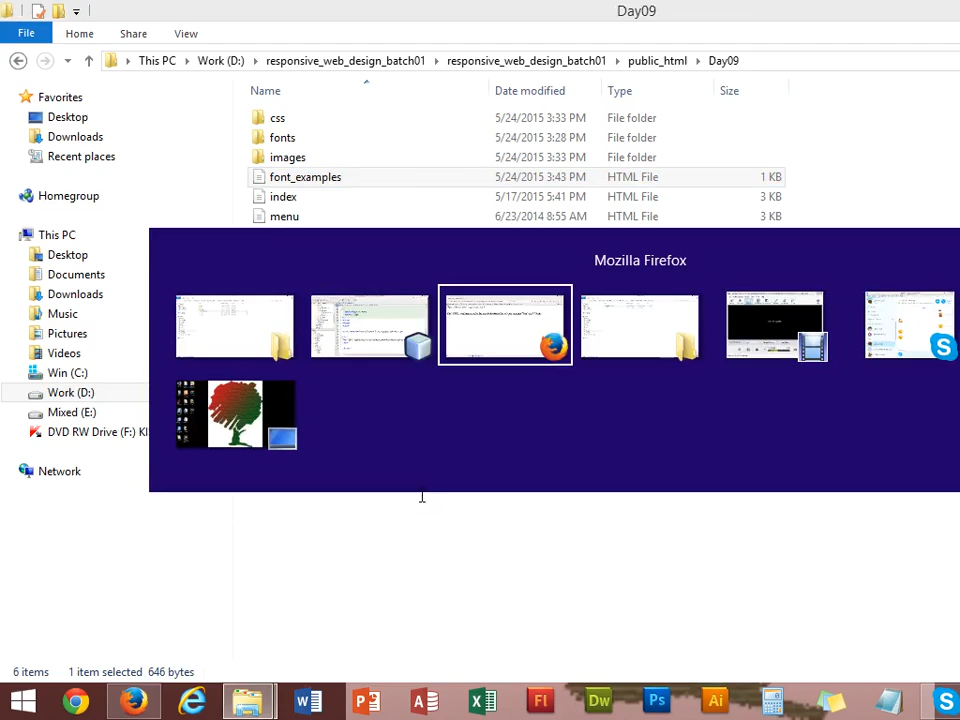 Day09
File Home Share View
This PC Work (D:) responsive_web_design_batch01 responsive_web_design_batch01 public_html Day09
Name Date modified Type Size
Favorites
Desktop
Downloads
Recent places
Homegroup
This PC
Desktop
Documents
Downloads
Music
Pictures
Videos
Win (C:)
Work (D:)
Mixed (E:)
DVD RW Drive (F:) KI
Network
css 5/24/2015 3:33 PM File folder
fonts 5/24/2015 3:28 PM File folder
images 5/24/2015 3:33 PM File folder
font_examples 5/24/2015 3:43 PM HTML File 1 KB
index 5/17/2015 5:41 PM HTML File 3 KB
menu 6/23/2014 8:55 AM HTML File 3 KB
Mozilla Firefox
6 items 1 item selected 646 bytes